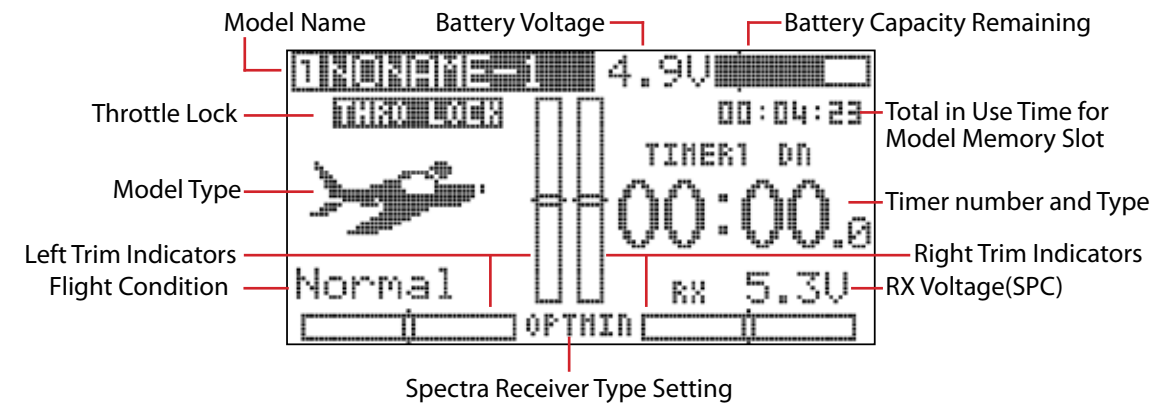 Model Name
Battery Voltage
Battery Capacity Remaining
1NONAME-1
4.9V
Throttle Lock
THRO LOCK
00:04:23
Total in Use Time for
Model Memory Slot
TIMER1 DN
Model Type
00:00.0
Timer number and Type
Left Trim Indicators
Right Trim Indicators
Flight Condition
Normal
RX 5.3V
RX Voltage(SPC)
OPTMIN
Spectra Receiver Type Setting